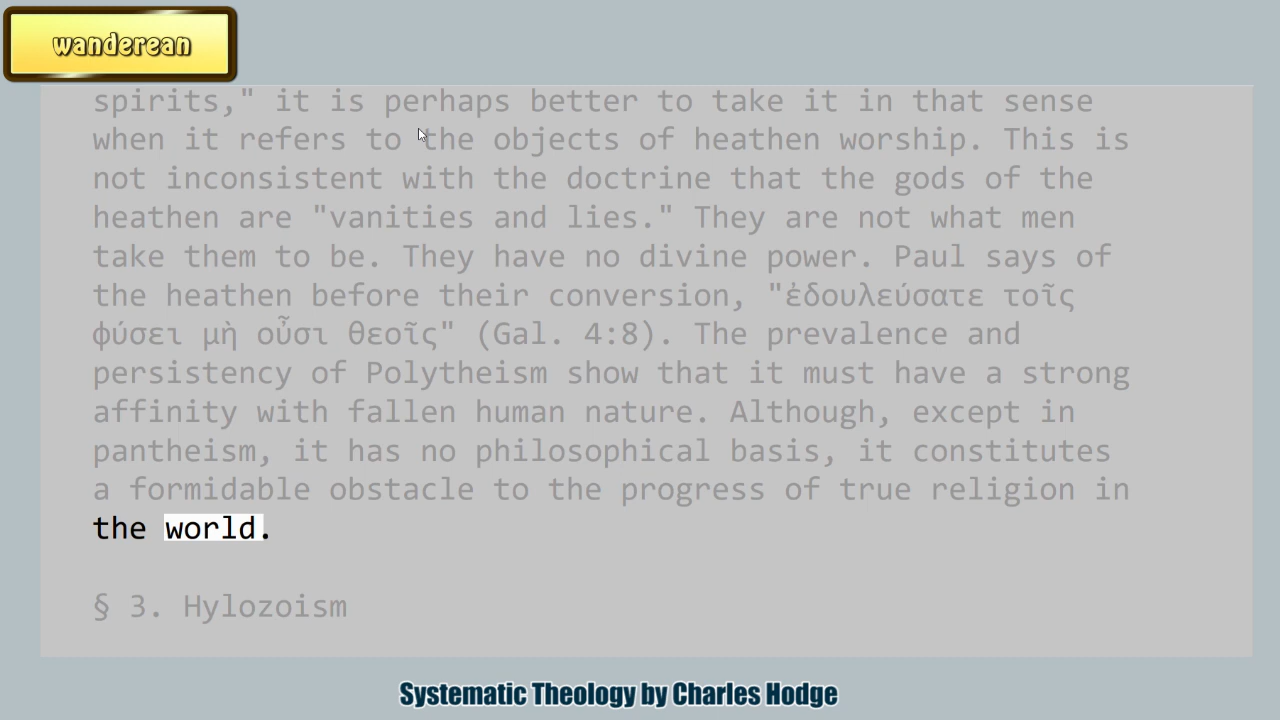 wanderean
spirits," it is perhaps better to take it in that sense
when it refers to the objects of heathen worship. This is
not inconsistent with the doctrine that the gods of the
heathen are "vanities and lies." They are not what men
take them to be. They have no divine power. Paul says of
the heathen before their conversion, "ἐδουλεύσατε τοῖς
φύσει μὴ οὖσι θεοῖς" (Gal. 4:8). The prevalence and
persistency of Polytheism show that it must have a strong
affinity with fallen human nature. Although, except in
pantheism, it has no philosophical basis, it constitutes
a formidable obstacle to the progress of true religion in
the world.
§ 3. Hylozoism
Systematic Theology by Charles Hodge